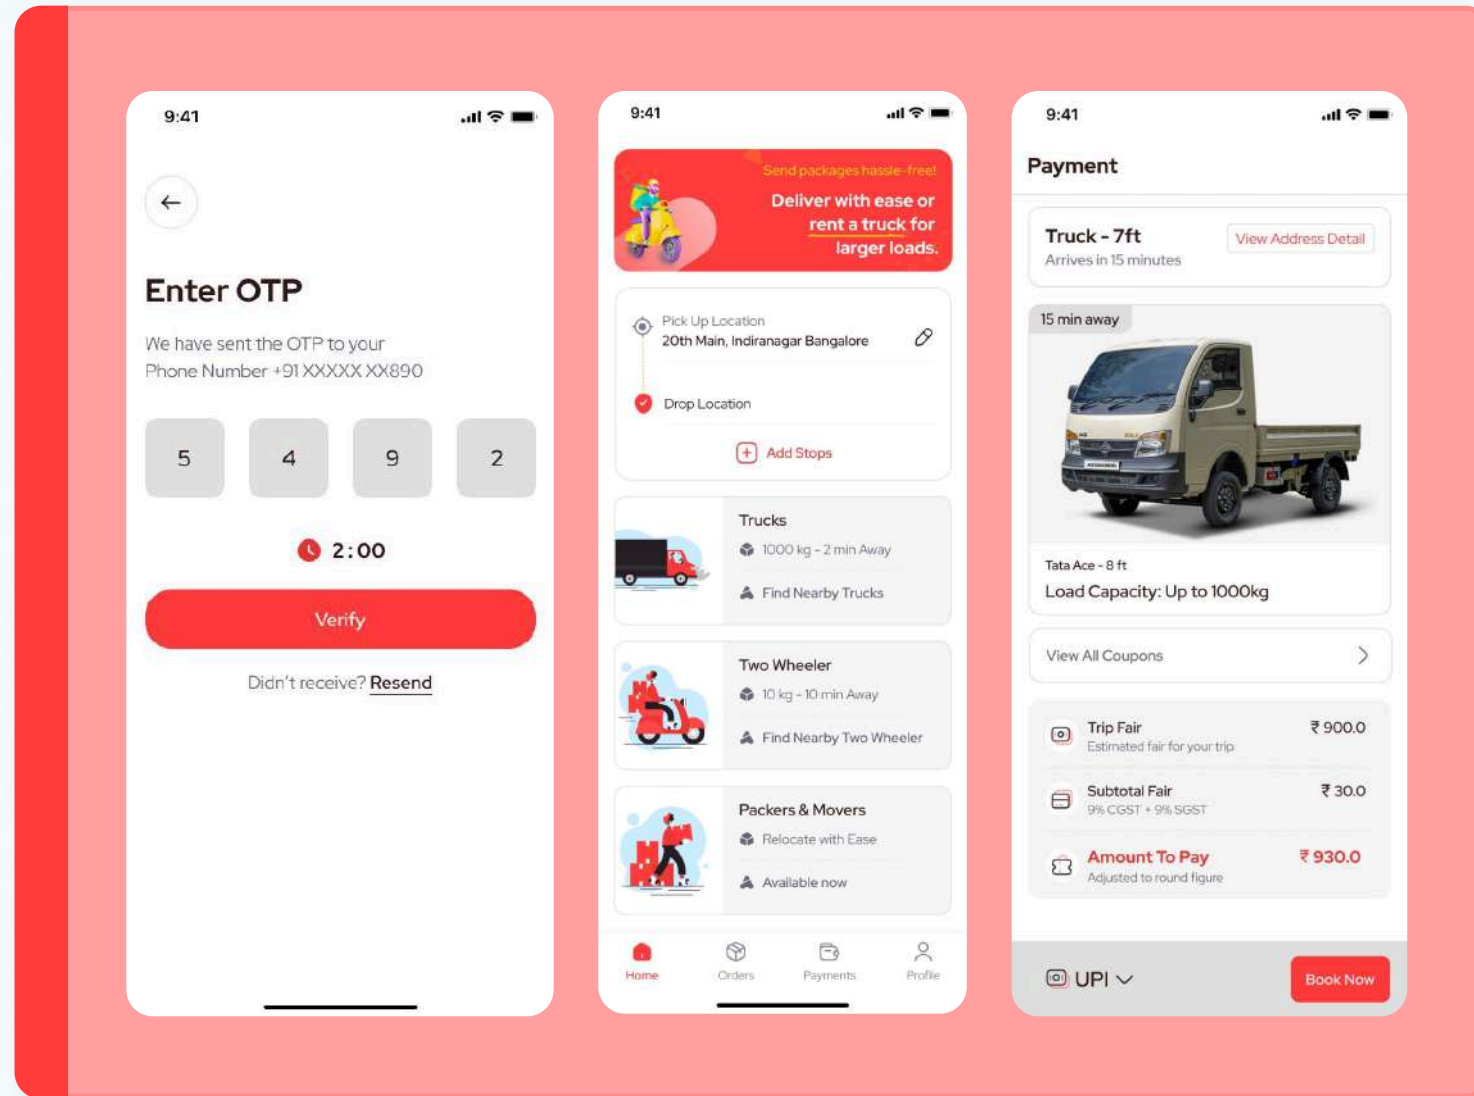 9:41
Enter OTP
We have sent the OTP to your
Phone Number +91 XXXXX XX890
5 4 9 2
2:00
Verify
Didn't receive? Resend
9:41
Send packages hassle-free!
Deliver with ease or
rent a truck for
larger loads.
Pick Up Location
20th Main, Indiranagar Bangalore
Drop Location
Add Stops
Trucks
1000 kg - 2 min Away
Find Nearby Trucks
Two Wheeler
10 kg - 10 min Away
Find Nearby Two Wheeler
Packers & Movers
Relocate with Ease
Available now
Home Orders Payments Profile
9:41
Payment
Truck - 7ft
View Address Detail
Arrives in 15 minutes
15 min away
Tata Ace - 8 ft
Load Capacity: Up to 1000kg
View All Coupons
Trip Fair ₹ 900.0
Estimated fair for your trip
Subtotal Fair ₹ 30.0
9% CGST + 9% SGST
Amount To Pay ₹ 930.0
Adjusted to round figure
UPI
Book Now